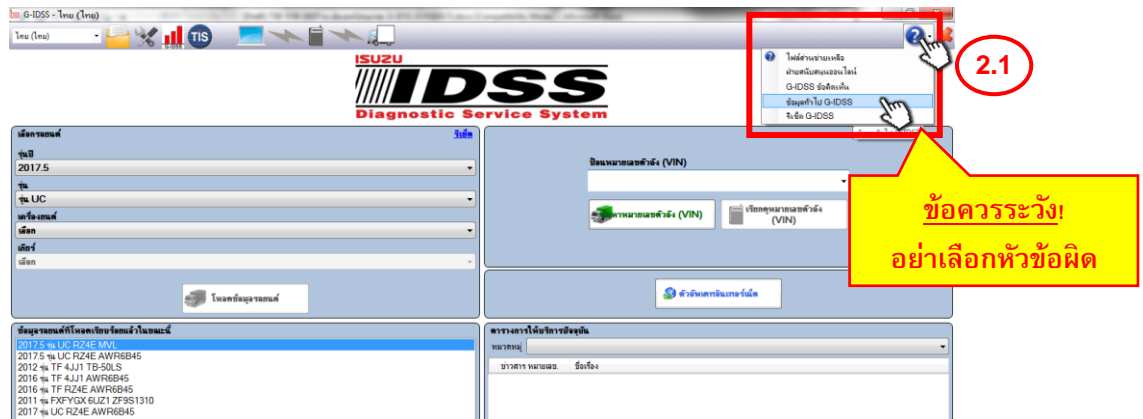 G-IDSS - ไทย (ไทย)
ไทย (ไทย)
G-IDSS
TIS
ไฟล์ส่วนช่วยเหลือ
ฝ่ายสนับสนุนออนไลน์
G-IDSS ข้อคิดเห็น
ข้อมูลทั่วไป G-IDSS
รีเซ็ต G-IDSS
2.1
ISUZU
IDSS
Diagnostic Service System
เลือกรถยนต์
รีเซ็ต
รุ่นปี
2017.5
รุ่น
รุ่น UC
เครื่องยนต์
เลือก
เกียร์
เลือก
โหลดข้อมูลรถยนต์
ป้อนหมายเลขตัวถัง (VIN)
หาหมายเลขตัวถัง (VIN)
เรียกดูหมายเลขตัวถัง
(VIN)
ข้อควรระวัง!
อย่าเลือกหัวข้อผิด
ตัวอัพเดทอินเทอร์เน็ต
ข้อมูลรถยนต์ที่โหลดเรียบร้อยแล้วในขณะนี้
2017.5 รุ่น UC RZ4E MVL
2017.5 รุ่น UC RZ4E AWR6B45
2012 รุ่น TF 4JJ1 TB-50LS
2016 รุ่น TF 4JJ1 AWR6B45
2016 รุ่น TF RZ4E AWR6B45
2011 รุ่น FXFYGX 6UZ1 ZF9S1310
2017 รุ่น UC RZ4E AWR6B45
ตารางการให้บริการปัจจุบัน
หมวดหมู่
ข่าวสาร หมายเลข.
ชื่อเรื่อง